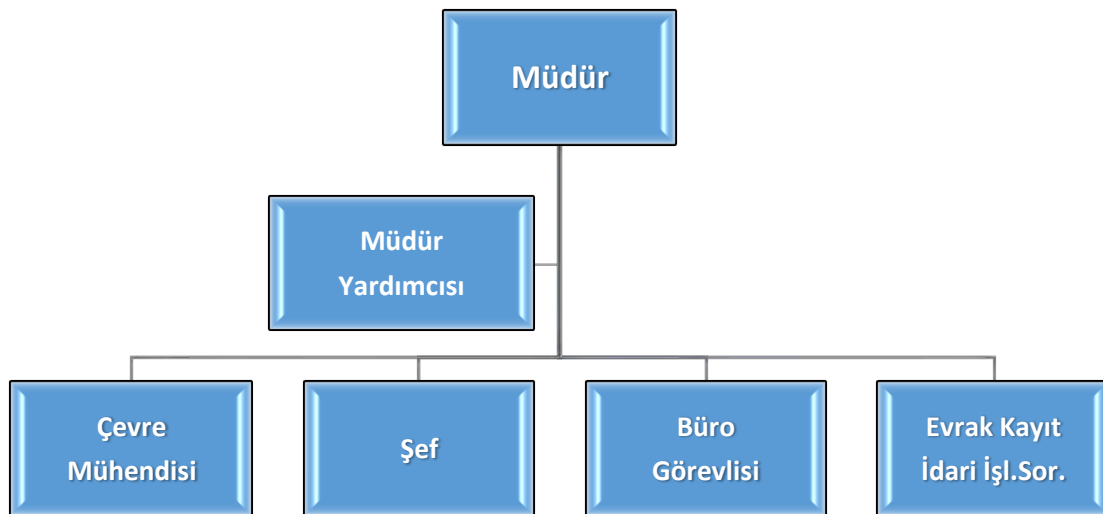 Müdür
Müdür
Yardımcısı
Çevre
Mühendisi
Şef
Büro
Görevlisi
Evrak Kayıt
İdari İşl.Sor.